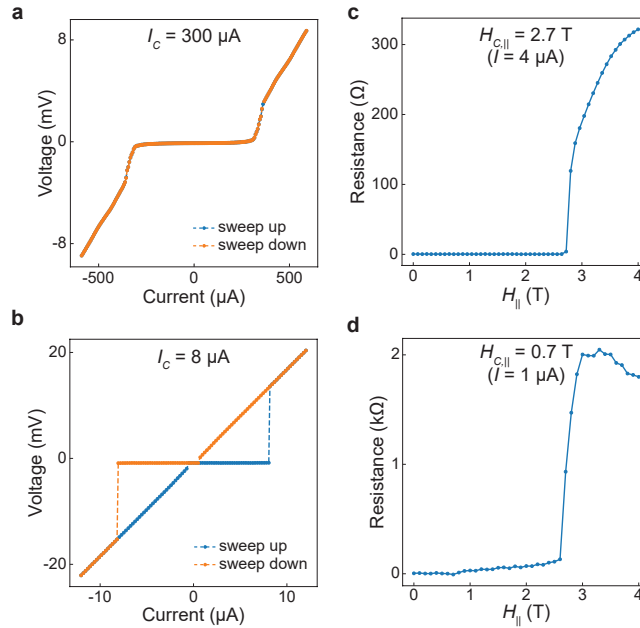 a
I_C = 300 µA
8
0
-8
Voltage (mV)
sweep up
sweep down
-500
0
500
Current (µA)
b
I_C = 8 µA
20
0
-20
Voltage (mV)
sweep up
sweep down
-10
0
10
Current (µA)
c
H_C,|| = 2.7 T
(I = 4 µA)
300
150
0
Resistance (Ω)
0
1
2
3
4
H_|| (T)
d
H_C,|| = 0.7 T
(I = 1 µA)
2
1
0
Resistance (kΩ)
0
1
2
3
4
H_|| (T)